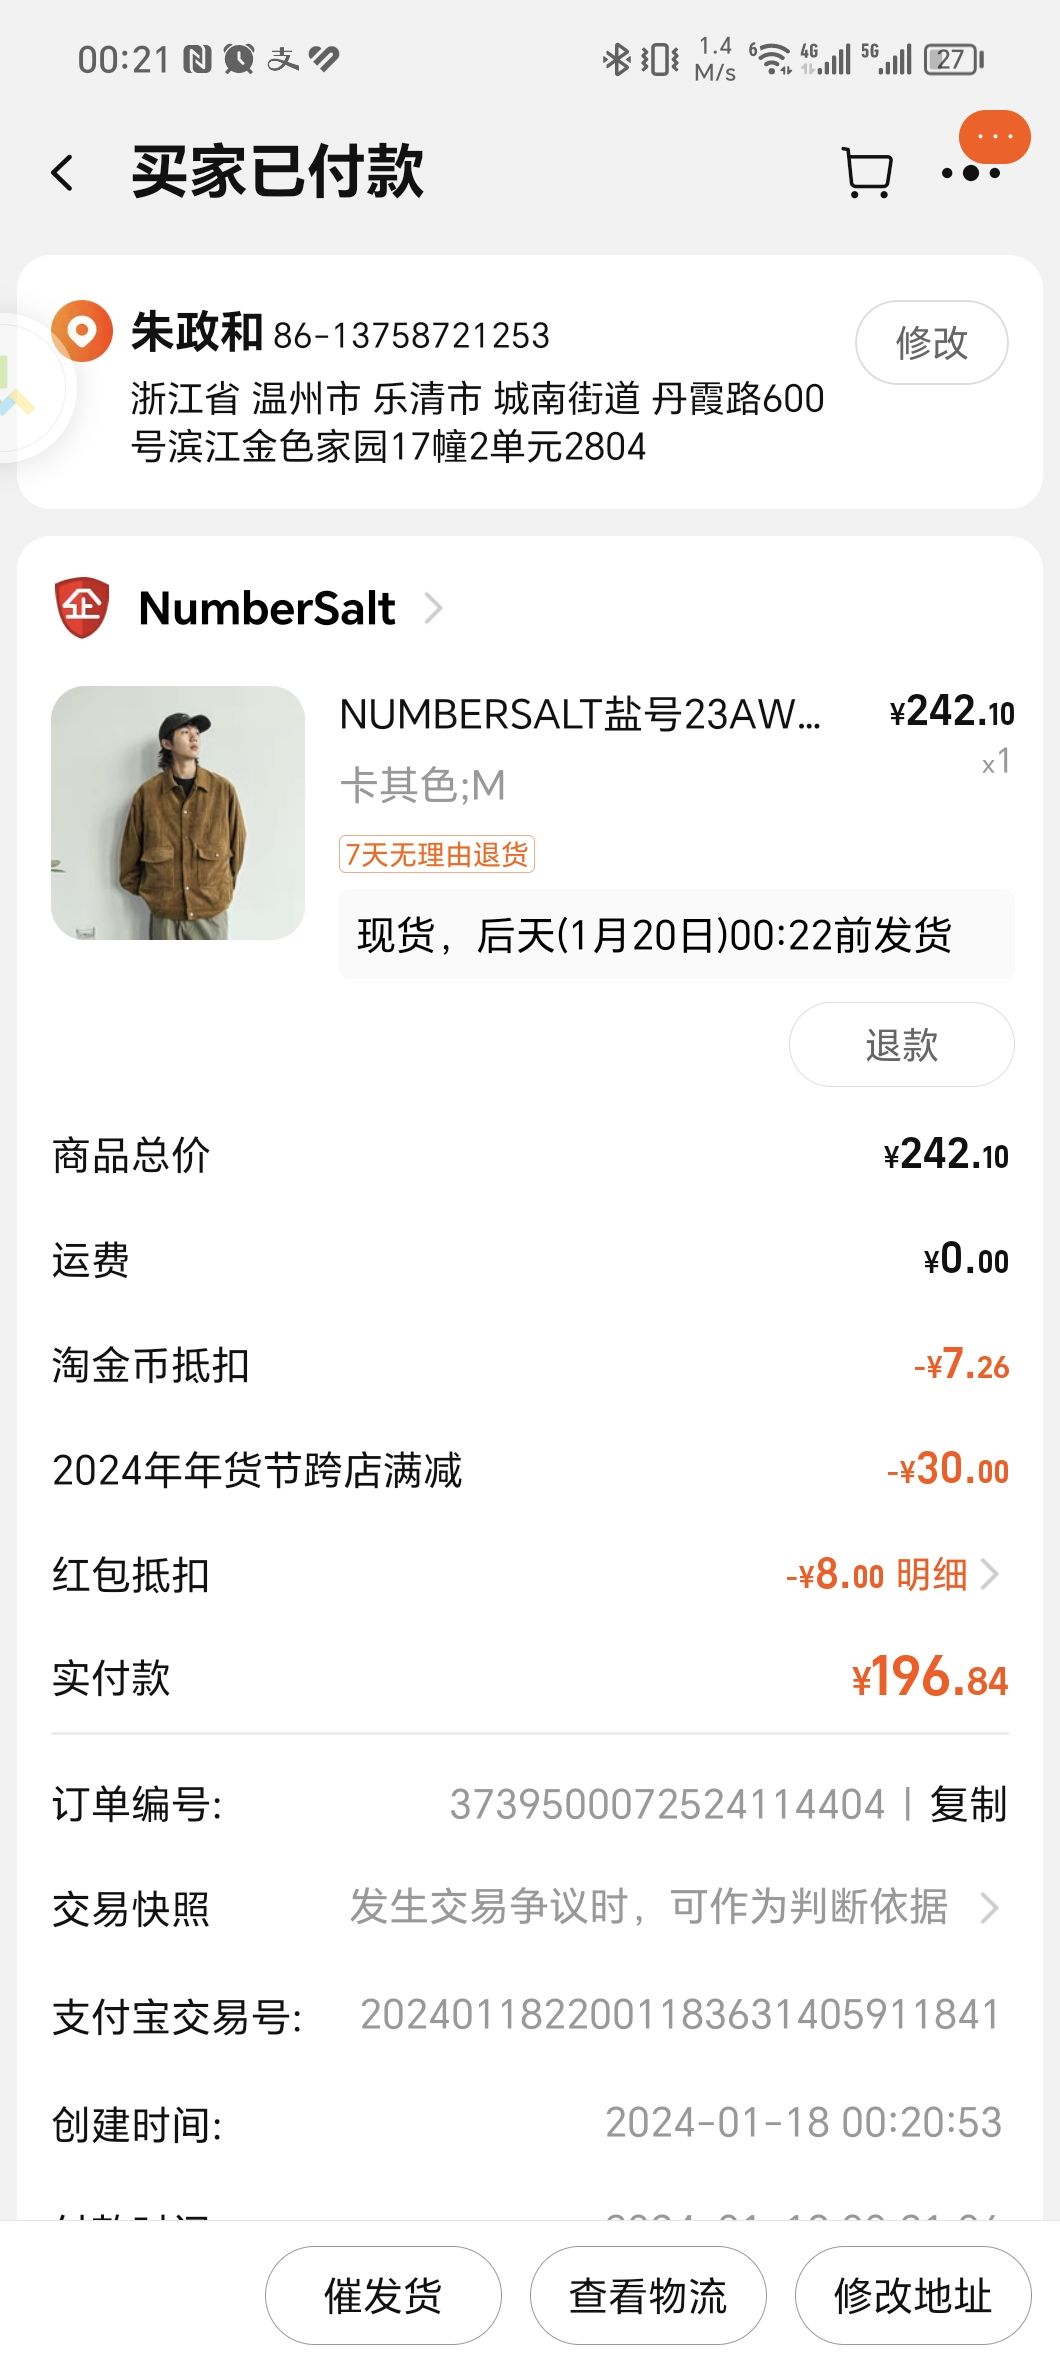 00:21
1.4
M/s
6
4G
5G
27
买家已付款
朱政和 86-13758721253
修改
浙江省 温州市 乐清市 城南街道 丹霞路600
号滨江金色家园17幢2单元2804
企
NumberSalt
NUMBERSALT盐号23AW...
¥242.10
卡其色;M
x1
7天无理由退货
现货，后天(1月20日)00:22前发货
退款
商品总价 ¥242.10
运费 ¥0.00
淘金币抵扣 -¥7.26
2024年年货节跨店满减 -¥30.00
红包抵扣 -¥8.00 明细
实付款 ¥196.84
订单编号: 3739500072524114404 | 复制
交易快照 发生交易争议时，可作为判断依据
支付宝交易号: 2024011822001183631405911841
创建时间: 2024-01-18 00:20:53
催发货
查看物流
修改地址